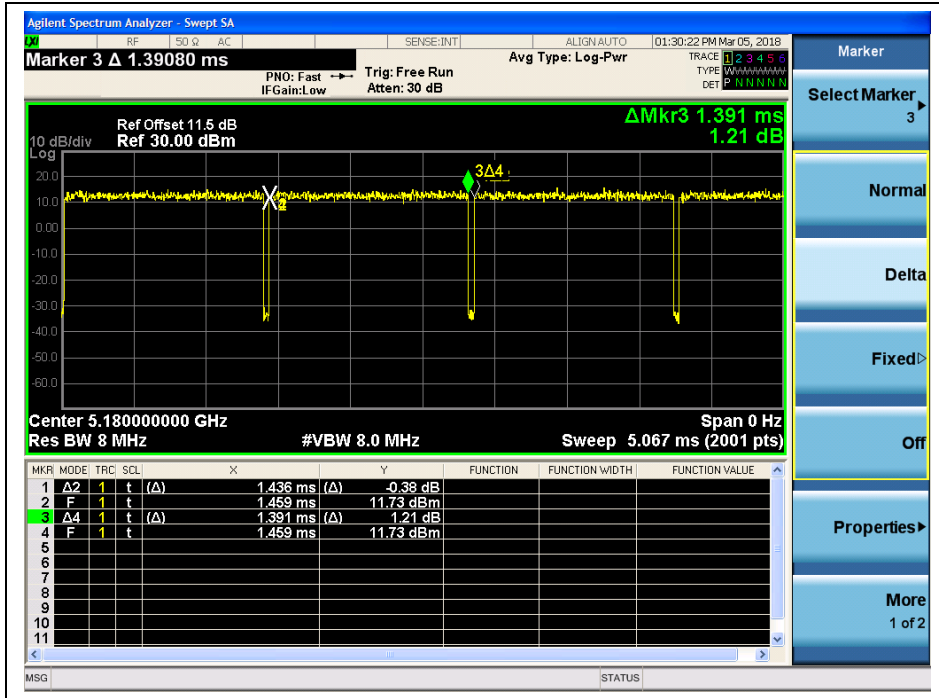 Agilent Spectrum Analyzer - Swept SA
LXI RF 50 Ω AC SENSE:INT ALIGN AUTO 01:30:22 PM Mar 05, 2018
Marker 3 Δ 1.39080 ms
PNO: Fast
IFGain:Low
Trig: Free Run
Atten: 30 dB
Avg Type: Log-Pwr
TRACE 1 2 3 4 5 6
TYPE WWWWWW
DET P N N N N N
Ref Offset 11.5 dB
Ref 30.00 dBm
10 dB/div
Log
ΔMkr3 1.391 ms
1.21 dB
20.0
10.0
0.00
-10.0
-20.0
-30.0
-40.0
-50.0
-60.0
2
3Δ4
Center 5.180000000 GHz Span 0 Hz
Res BW 8 MHz #VBW 8.0 MHz Sweep 5.067 ms (2001 pts)
MKR MODE TRC SCL X Y FUNCTION FUNCTION WIDTH FUNCTION VALUE
1 Δ2 1 t (Δ) 1.436 ms (Δ) -0.38 dB
2 F 1 t 1.459 ms 11.73 dBm
3 Δ4 1 t (Δ) 1.391 ms (Δ) 1.21 dB
4 F 1 t 1.459 ms 11.73 dBm
5
6
7
8
9
10
11
MSG STATUS
Marker
Select Marker
3
Normal
Delta
Fixed
Off
Properties
More
1 of 2